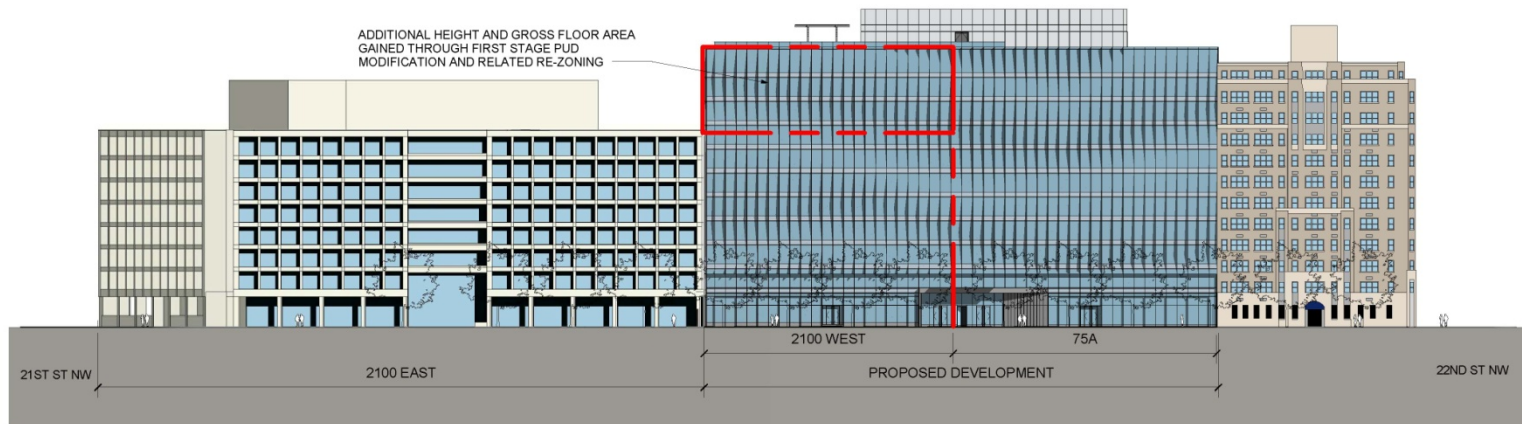 ADDITIONAL HEIGHT AND GROSS FLOOR AREA
GAINED THROUGH FIRST STAGE PUD
MODIFICATION AND RELATED RE-ZONING
2100 WEST
75A
21ST ST NW
2100 EAST
PROPOSED DEVELOPMENT
22ND ST NW